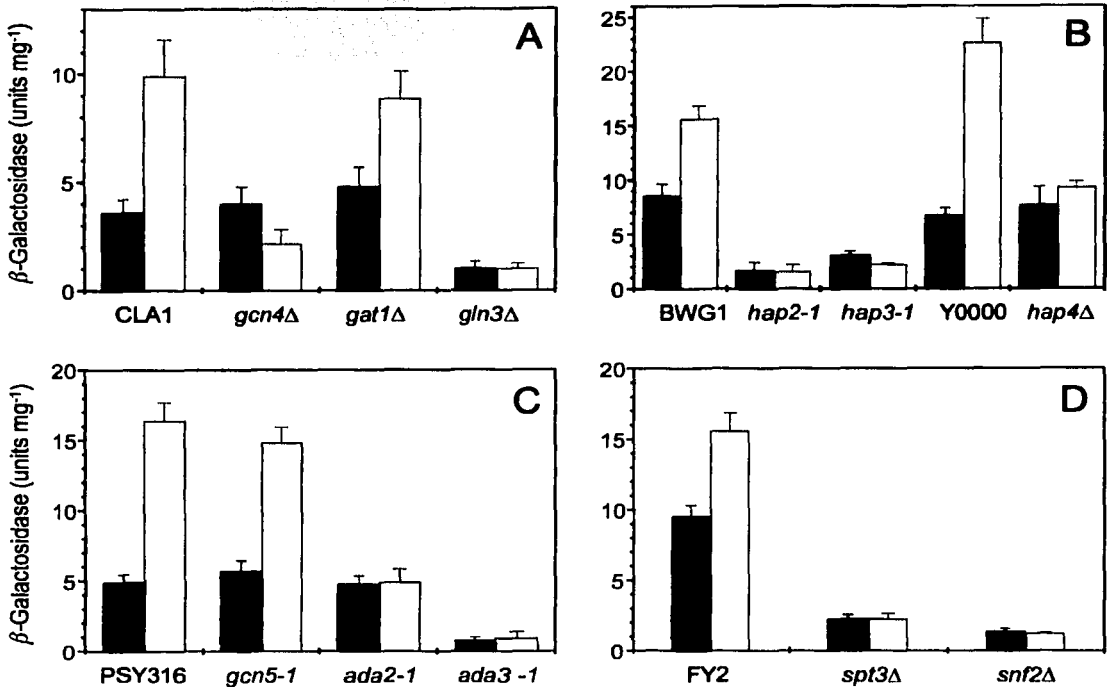 A
β-Galactosidase (units mg⁻¹)
10
5
0
CLA1 gcn4Δ gat1Δ gln3Δ
B
25
20
15
10
5
0
BWG1 hap2-1 hap3-1 Y0000 hap4Δ
C
β-Galactosidase (units mg⁻¹)
20
15
10
5
0
PSY316 gcn5-1 ada2-1 ada3 -1
D
20
15
10
5
0
FY2 spt3Δ snf2Δ